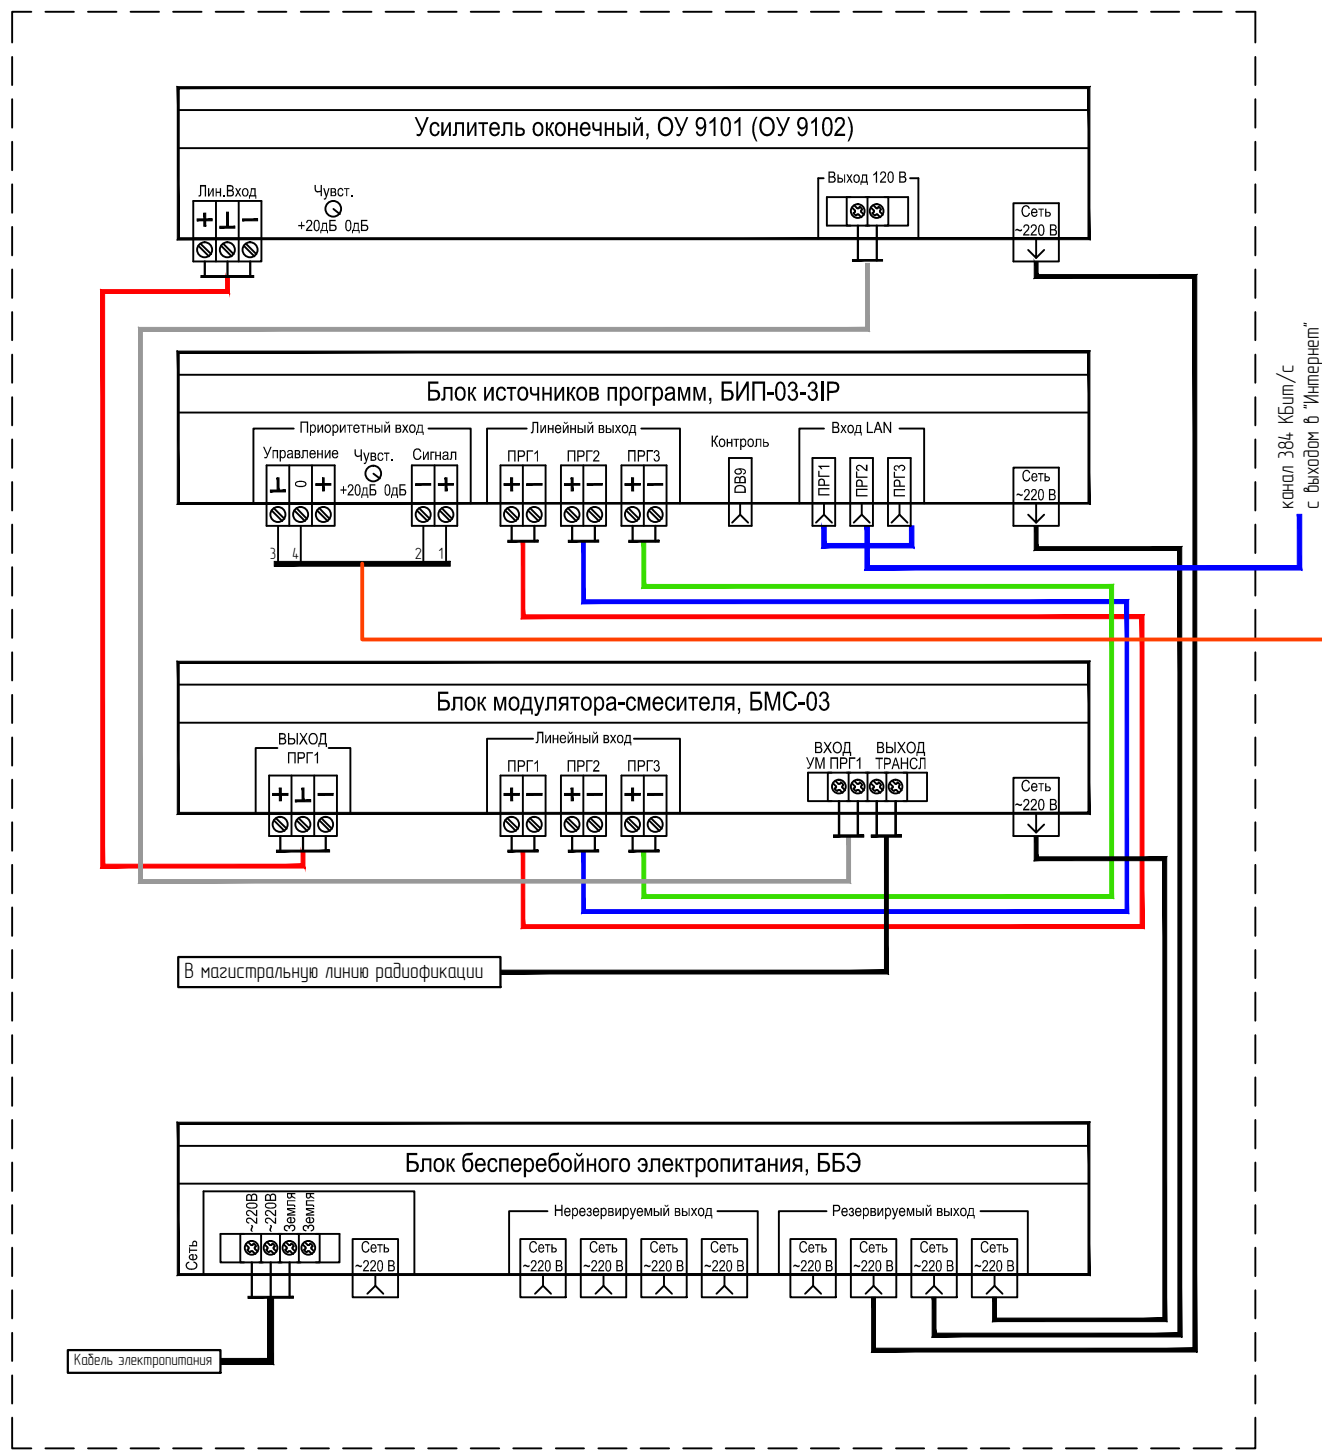 Усилитель оконечный, ОУ 9101 (ОУ 9102)
Лин.Вход
+ ⊥ −
Чувст.
+20дБ 0дБ
Выход 120 В
Сеть
~220 В
Блок источников программ, БИП-03-3IP
Приоритетный вход
Управление
⊥ 0 +
Чувст.
+20дБ 0дБ
Сигнал
− +
3 4 2 1
Линейный выход
ПРГ1 ПРГ2 ПРГ3
+ − + − + −
Контроль
DB9
Вход LAN
ПРГ1 ПРГ2 ПРГ3
Сеть
~220 В
канал 384 КБит/с
с выходом в "Интернет"
Блок модулятора-смесителя, БМС-03
ВЫХОД
ПРГ1
+ ⊥ −
Линейный вход
ПРГ1 ПРГ2 ПРГ3
+ − + − + −
ВХОД ВЫХОД
УМ ПРГ1 ТРАНСЛ
Сеть
~220 В
В магистральную линию радиофикации
Блок бесперебойного электропитания, ББЭ
Сеть
~220В ~220В Земля Земля
Сеть
~220 В
Нерезервируемый выход
Сеть Сеть Сеть Сеть
~220 В ~220 В ~220 В ~220 В
Резервируемый выход
Сеть Сеть Сеть Сеть
~220 В ~220 В ~220 В ~220 В
Кабель электропитания